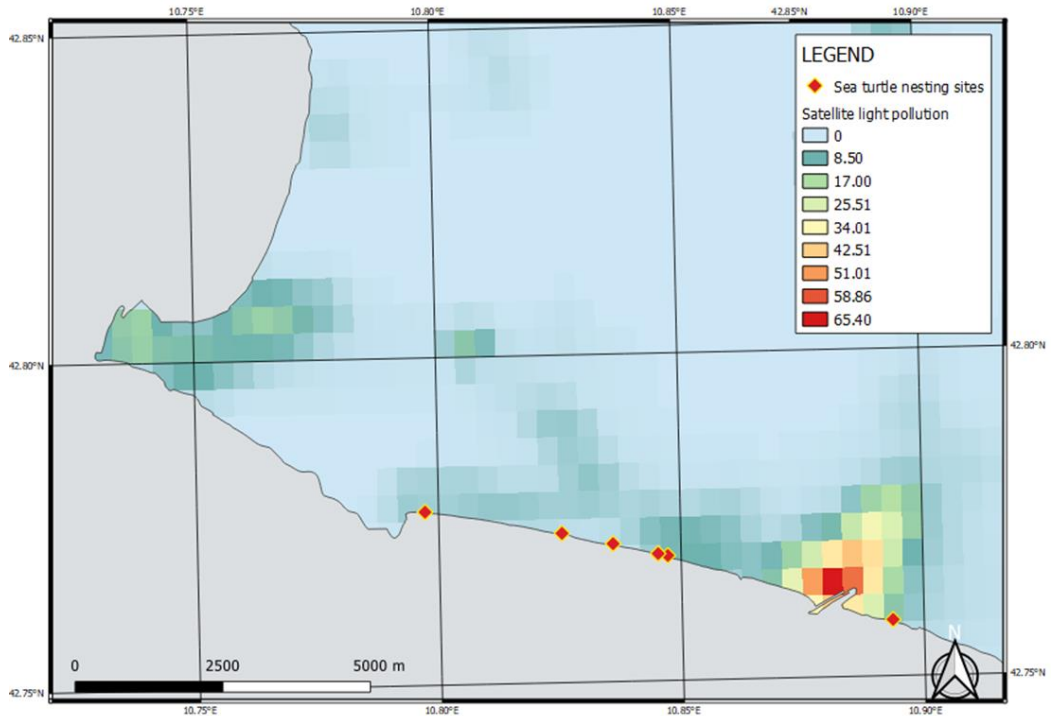 10.75°E 10.80°E 10.85°E 42.85°N 10.90°E
42.85°N
LEGEND
Sea turtle nesting sites
Satellite light pollution
0
8.50
17.00
25.51
34.01
42.51
51.01
58.86
65.40
42.80°N
42.80°N
N
0 2500 5000 m
42.75°N
42.75°N
10.75°E 10.80°E 10.85°E 10.90°E